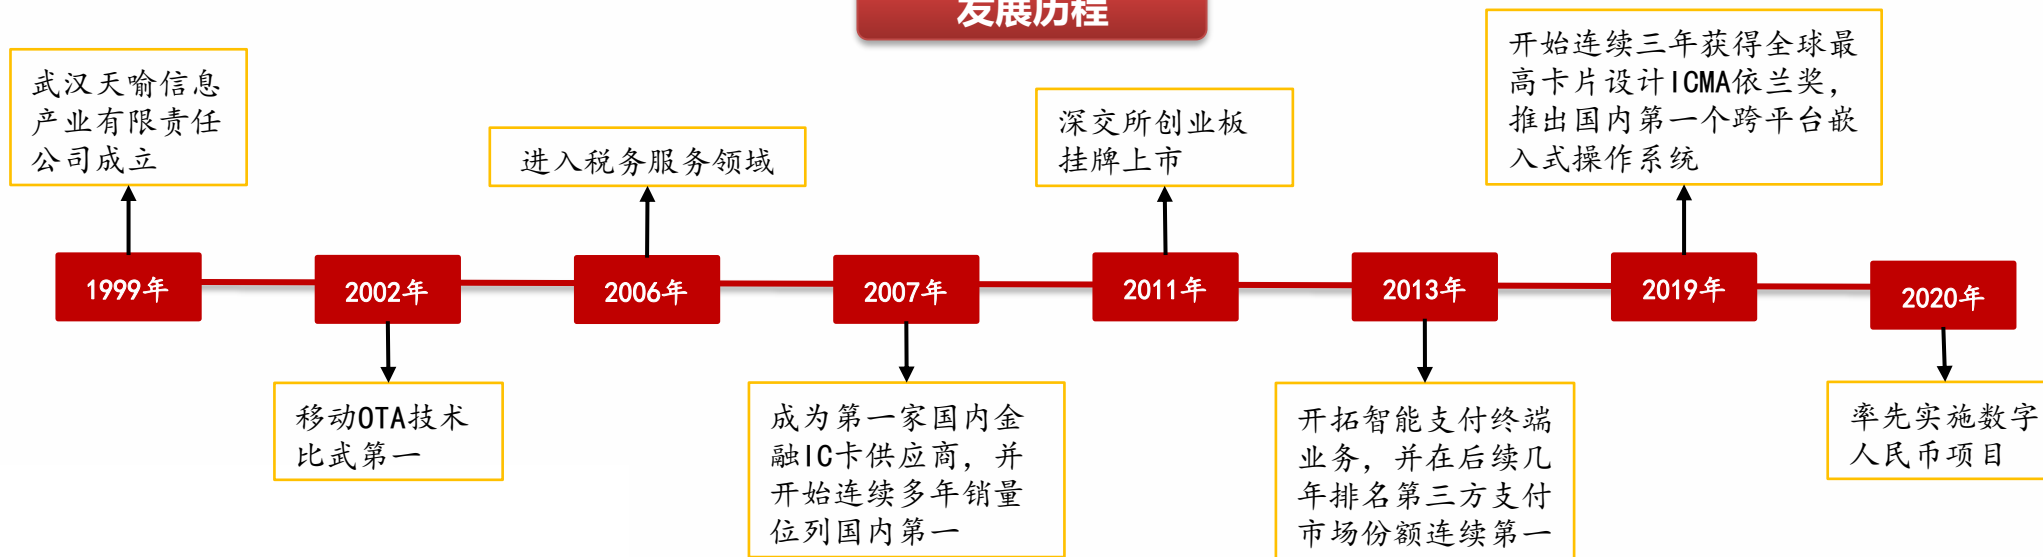 发展历程
武汉天喻信息
产业有限责任
公司成立
进入税务服务领域
深交所创业板
挂牌上市
开始连续三年获得全球最
高卡片设计ICMA依兰奖，
推出国内第一个跨平台嵌
入式操作系统
1999年
2002年
2006年
2007年
2011年
2013年
2019年
2020年
移动OTA技术
比武第一
成为第一家国内金
融IC卡供应商，并
开始连续多年销量
位列国内第一
开拓智能支付终端
业务，并在后续几
年排名第三方支付
市场份额连续第一
率先实施数字
人民币项目